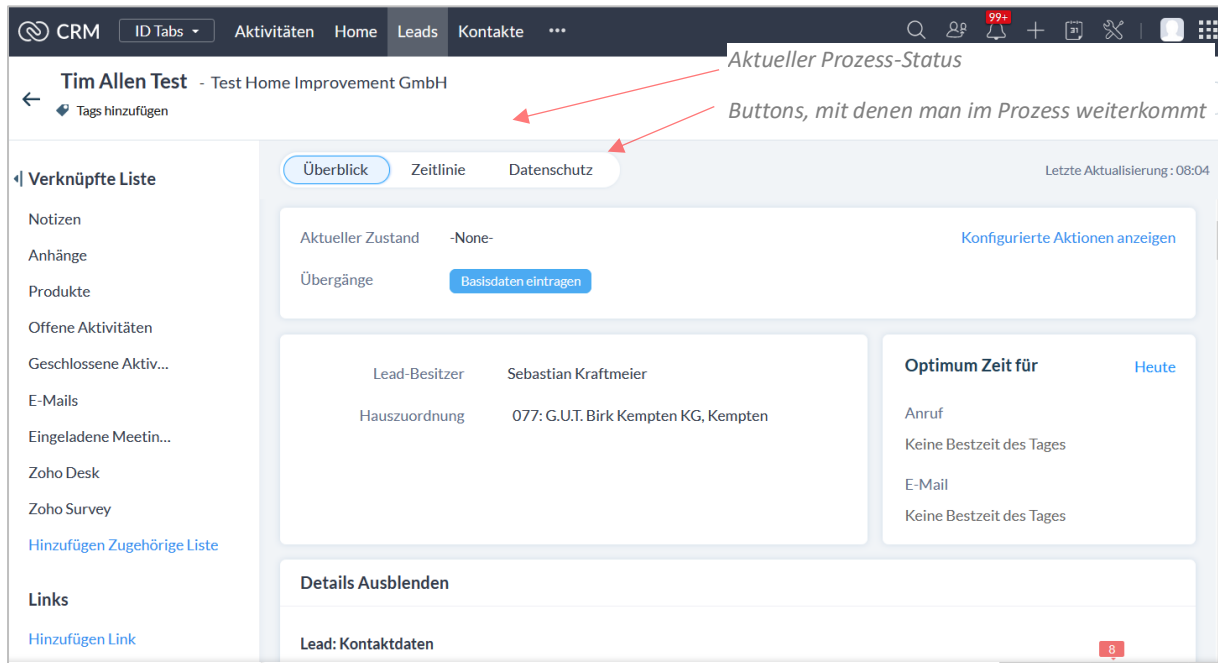 CRM ID Tabs Aktivitäten Home Leads Kontakte ••• 99+ 31
Aktueller Prozess-Status
Tim Allen Test - Test Home Improvement GmbH
Tags hinzufügen
Buttons, mit denen man im Prozess weiterkommt
Verknüpfte Liste
Notizen
Anhänge
Produkte
Offene Aktivitäten
Geschlossene Aktiv...
E-Mails
Eingeladene Meetin...
Zoho Desk
Zoho Survey
Hinzufügen Zugehörige Liste
Links
Hinzufügen Link
Überblick Zeitlinie Datenschutz
Letzte Aktualisierung : 08:04
Aktueller Zustand -None- Konfigurierte Aktionen anzeigen
Übergänge Basisdaten eintragen
Lead-Besitzer Sebastian Kraftmeier
Hauszuordnung 077: G.U.T. Birk Kempten KG, Kempten
Optimum Zeit für Heute
Anruf
Keine Bestzeit des Tages
E-Mail
Keine Bestzeit des Tages
Details Ausblenden
Lead: Kontaktdaten
8